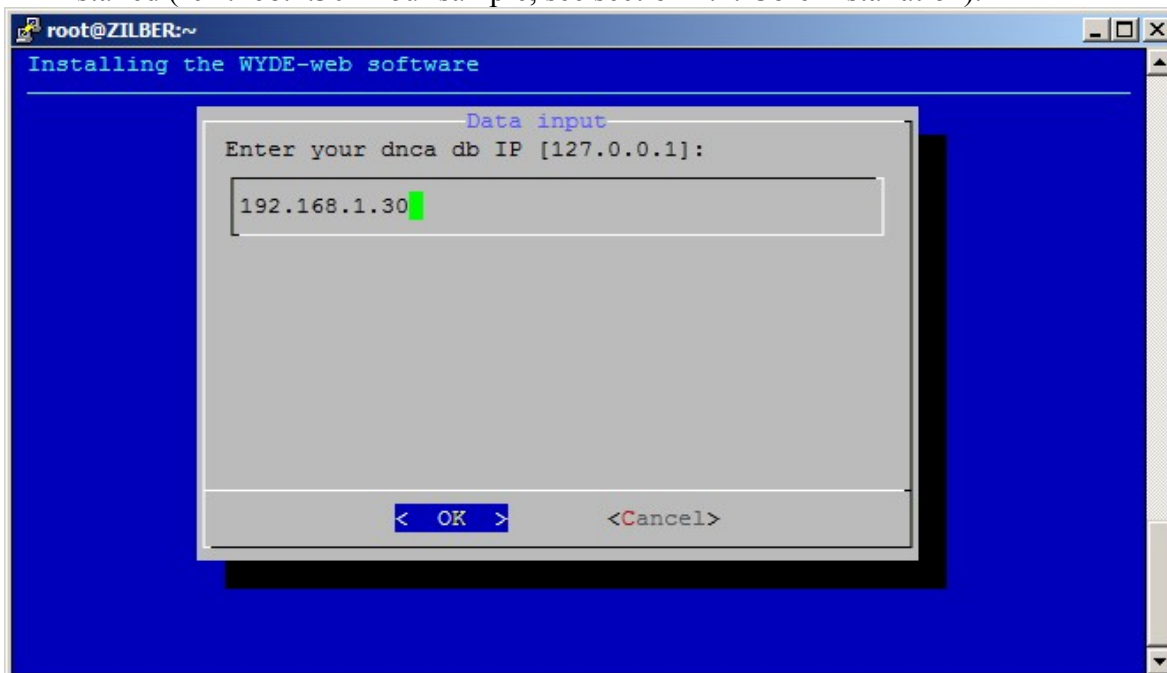 root@ZILBER:~
Installing the WYDE-web software
Data input
Enter your dnca db IP [127.0.0.1]:
192.168.1.30
< OK > <Cancel>